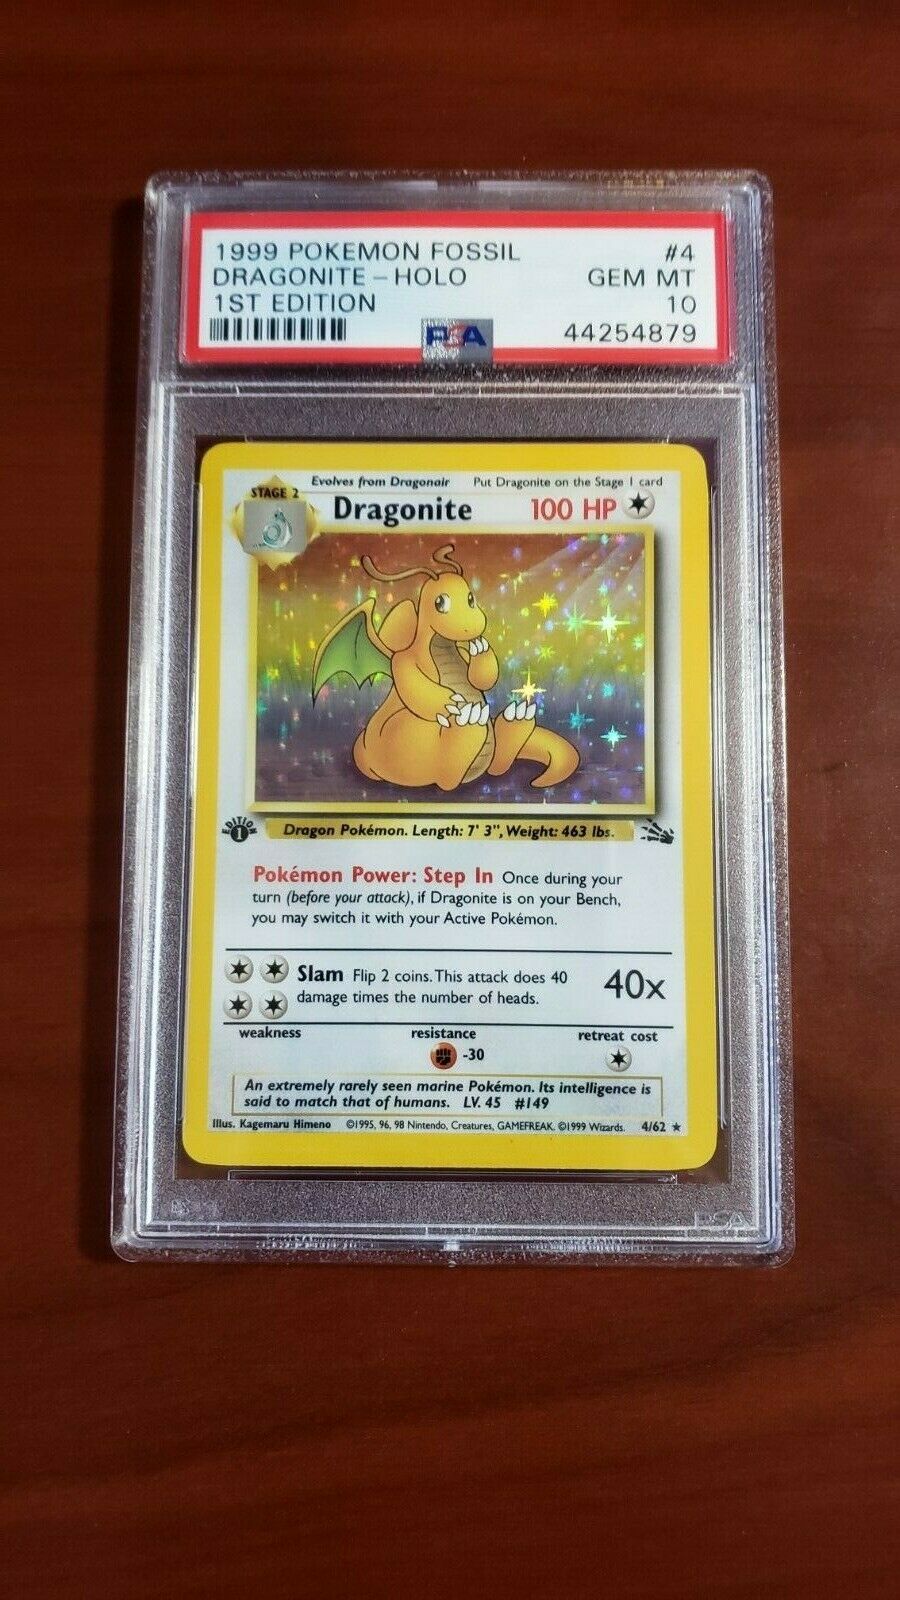 1999 POKEMON FOSSIL #4
DRAGONITE - HOLO GEM MT
1ST EDITION 10
PSA 44254879
Evolves from Dragonair Put Dragonite on the Stage 1 card
STAGE 2
Dragonite 100 HP
EDITION 1
Dragon Pokémon. Length: 7' 3", Weight: 463 lbs.
Pokémon Power: Step In Once during your
turn (before your attack), if Dragonite is on your Bench,
you may switch it with your Active Pokémon.
Slam Flip 2 coins. This attack does 40
damage times the number of heads.
40x
weakness resistance retreat cost
-30
An extremely rarely seen marine Pokémon. Its intelligence is
said to match that of humans. LV. 45 #149
Illus. Kagemaru Himeno ©1995, 96, 98 Nintendo, Creatures, GAMEFREAK. ©1999 Wizards. 4/62 ★
PSA